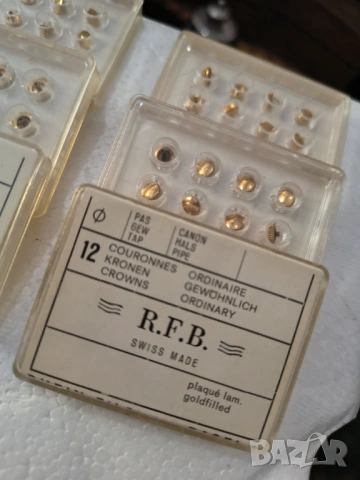 Ø
PAS CANON
GEW HALS
TAP PIPE
12 COURONNES ORDINAIRE
KRONEN GEWÖHNLICH
CROWNS ORDINARY
R.F.B.
SWISS MADE
plaqué lam.
goldfilled
BAZAR